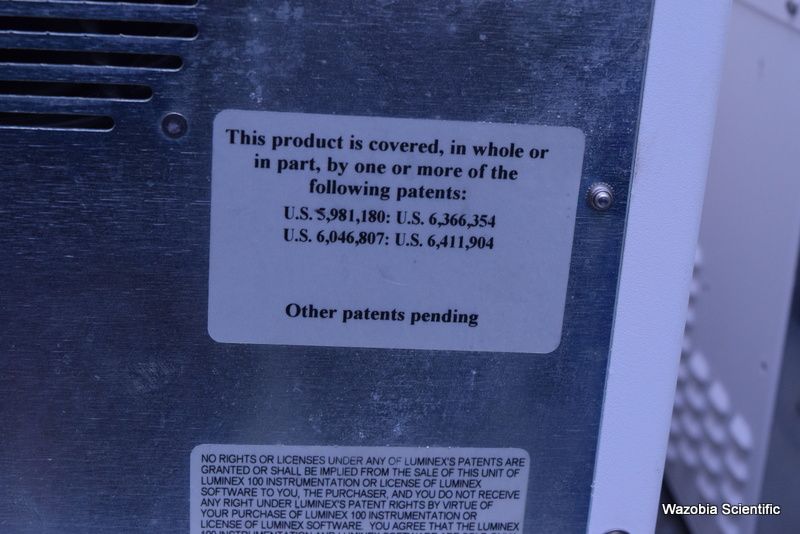 This product is covered, in whole or
in part, by one or more of the
following patents:
U.S. 5,981,180: U.S. 6,366,354
U.S. 6,046,807: U.S. 6,411,904
Other patents pending
NO RIGHTS OR LICENSES UNDER ANY OF LUMINEX'S PATENTS ARE
GRANTED OR SHALL BE IMPLIED FROM THE SALE OF THIS UNIT OF
LUMINEX 100 INSTRUMENTATION OR LICENSE OF LUMINEX
SOFTWARE TO YOU, THE PURCHASER, AND YOU DO NOT RECEIVE
ANY RIGHT UNDER LUMINEX'S PATENT RIGHTS BY VIRTUE OF
YOUR PURCHASE OF LUMINEX 100 INSTRUMENTATION OR
LICENSE OF LUMINEX SOFTWARE. YOU AGREE THAT THE LUMINEX
Wazobia Scientific